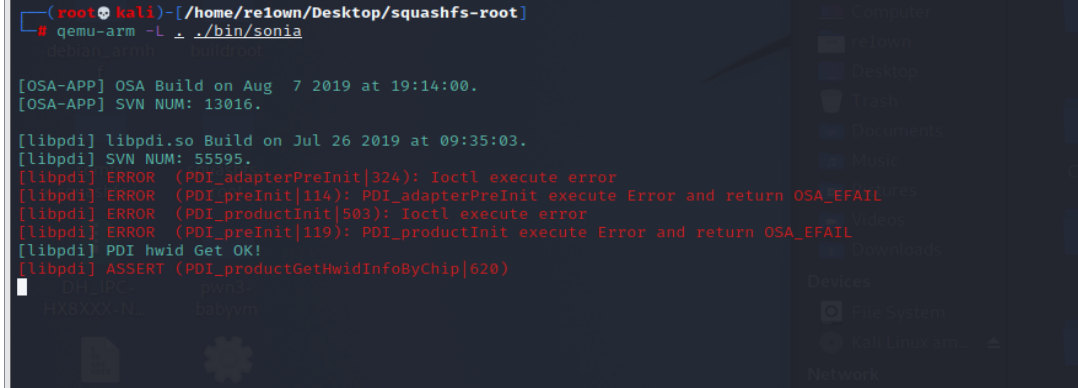 (root💀kali)-[/home/re1own/Desktop/squashfs-root]
# qemu-arm -L . ./bin/sonia
[OSA-APP] OSA Build on Aug  7 2019 at 19:14:00.
[OSA-APP] SVN NUM: 13016.
[libpdi] libpdi.so Build on Jul 26 2019 at 09:35:03.
[libpdi] SVN NUM: 55595.
[libpdi] ERROR  (PDI_adapterPreInit|324): Ioctl execute error
[libpdi] ERROR  (PDI_preInit|114): PDI_adapterPreInit execute Error and return OSA_EFAIL
[libpdi] ERROR  (PDI_productInit|503): Ioctl execute error
[libpdi] ERROR  (PDI_preInit|119): PDI_productInit execute Error and return OSA_EFAIL
[libpdi] PDI hwid Get OK!
[libpdi] ASSERT (PDI_productGetHwidInfoByChip|620)
debian_armh
buildroot
DH_IPC-
HX8XXX-N...
pwn3-
babyvm
Computer
re1own
Desktop
Trash
Documents
Music
Videos
Downloads
Devices
File System
Kali Linux am...
Network